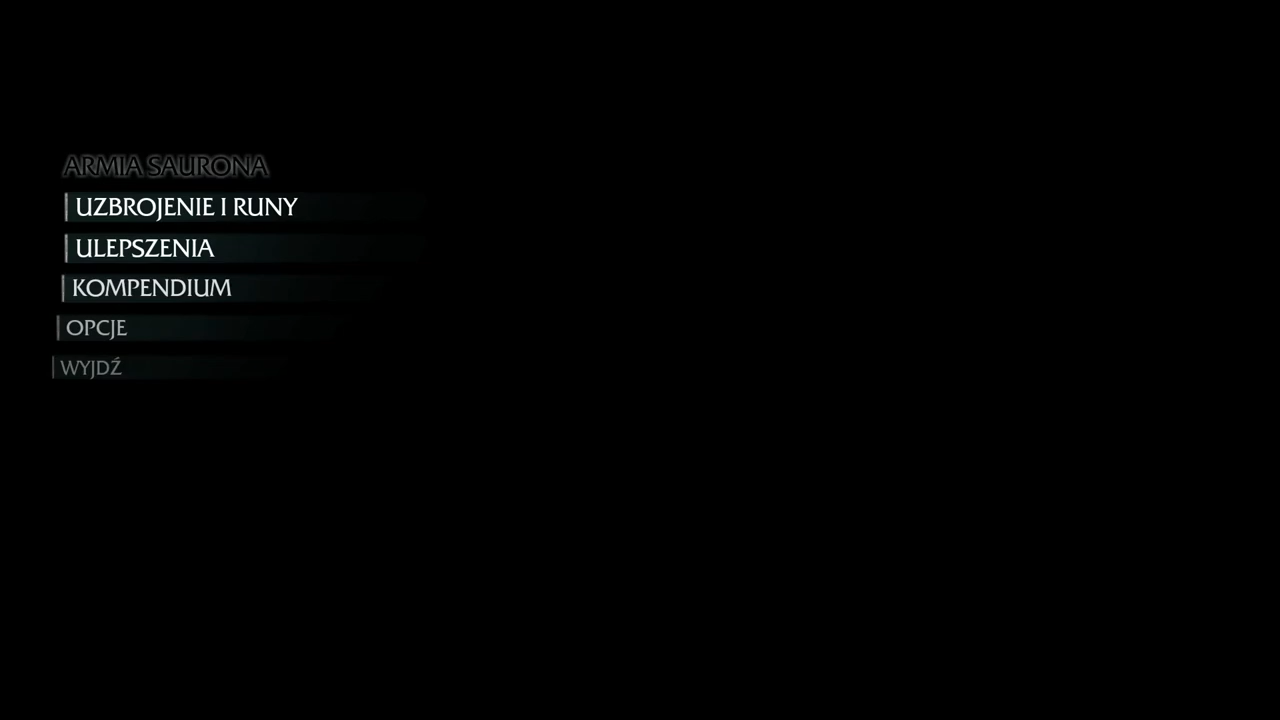 ARMIA SAURONA
UZBROJENIE I RUNY
ULEPSZENIA
KOMPENDIUM
OPCJE
WYJDŹ